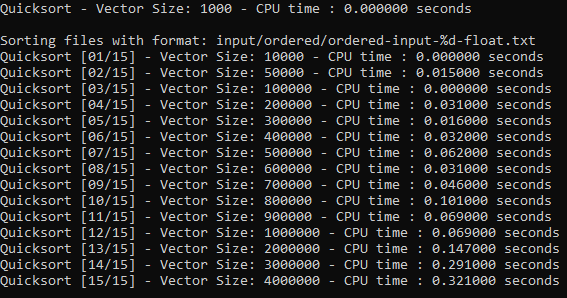 Quicksort - Vector Size: 1000 - CPU time : 0.000000 seconds
Sorting files with format: input/ordered/ordered-input-%d-float.txt
Quicksort [01/15] - Vector Size: 10000 - CPU time : 0.000000 seconds
Quicksort [02/15] - Vector Size: 50000 - CPU time : 0.015000 seconds
Quicksort [03/15] - Vector Size: 100000 - CPU time : 0.000000 seconds
Quicksort [04/15] - Vector Size: 200000 - CPU time : 0.031000 seconds
Quicksort [05/15] - Vector Size: 300000 - CPU time : 0.016000 seconds
Quicksort [06/15] - Vector Size: 400000 - CPU time : 0.032000 seconds
Quicksort [07/15] - Vector Size: 500000 - CPU time : 0.062000 seconds
Quicksort [08/15] - Vector Size: 600000 - CPU time : 0.031000 seconds
Quicksort [09/15] - Vector Size: 700000 - CPU time : 0.046000 seconds
Quicksort [10/15] - Vector Size: 800000 - CPU time : 0.101000 seconds
Quicksort [11/15] - Vector Size: 900000 - CPU time : 0.069000 seconds
Quicksort [12/15] - Vector Size: 1000000 - CPU time : 0.069000 seconds
Quicksort [13/15] - Vector Size: 2000000 - CPU time : 0.147000 seconds
Quicksort [14/15] - Vector Size: 3000000 - CPU time : 0.291000 seconds
Quicksort [15/15] - Vector Size: 4000000 - CPU time : 0.321000 seconds